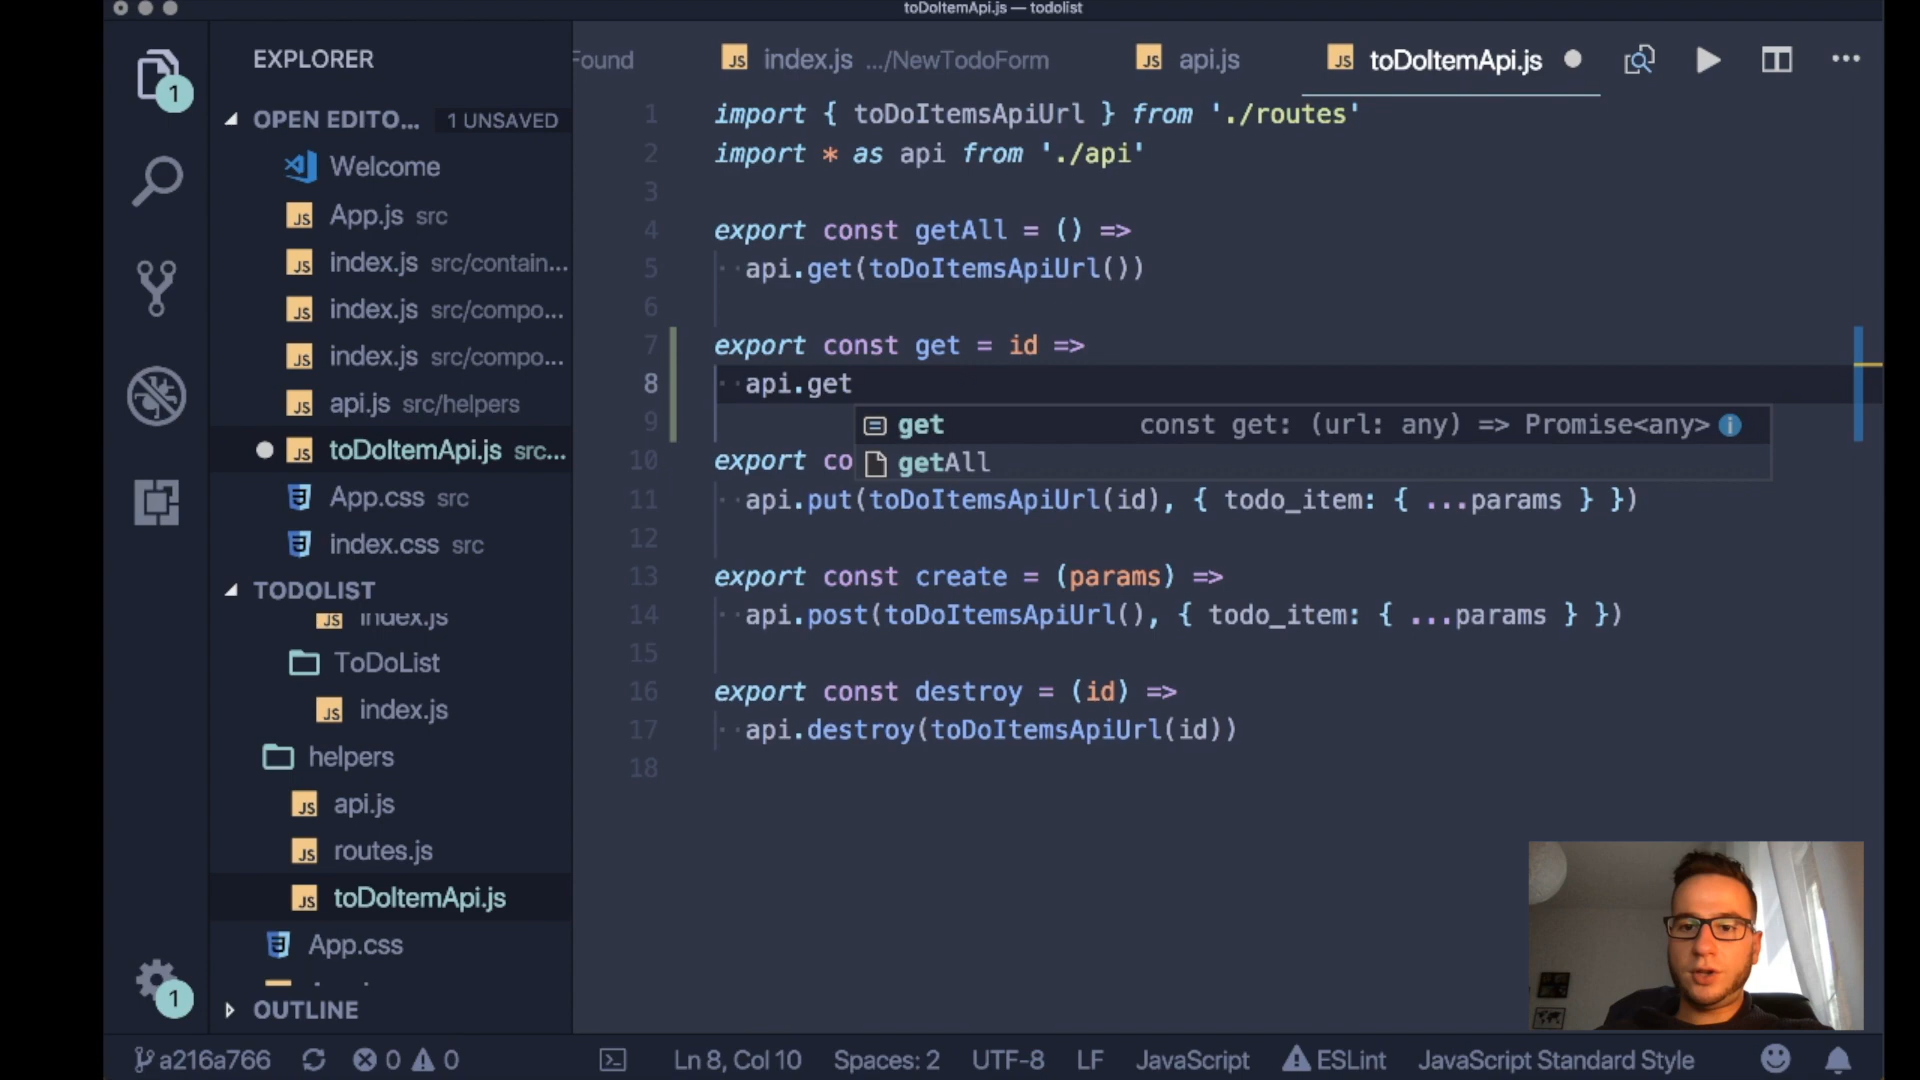 toDoItemApi.js — todolist
EXPLORER
OPEN EDITO... 1 UNSAVED
Welcome
App.js src
index.js src/contain...
index.js src/compo...
index.js src/compo...
api.js src/helpers
toDoItemApi.js src...
App.css src
index.css src
TODOLIST
index.js
ToDoList
index.js
helpers
api.js
routes.js
toDoItemApi.js
App.css
OUTLINE
1
1
Found
JS index.js .../NewTodoForm
JS api.js
JS toDoItemApi.js
1 import { toDoItemsApiUrl } from './routes'
2 import * as api from './api'
3
4 export const getAll = () =>
5 api.get(toDoItemsApiUrl())
6
7 export const get = id =>
8 api.get
9
get const get: (url: any) => Promise<any>
getAll
10 export co
11 api.put(toDoItemsApiUrl(id), { todo_item: { ...params } })
12
13 export const create = (params) =>
14 api.post(toDoItemsApiUrl(), { todo_item: { ...params } })
15
16 export const destroy = (id) =>
17 api.destroy(toDoItemsApiUrl(id))
18
a216a766 0 0 Ln 8, Col 10 Spaces: 2 UTF-8 LF JavaScript ESLint JavaScript Standard Style